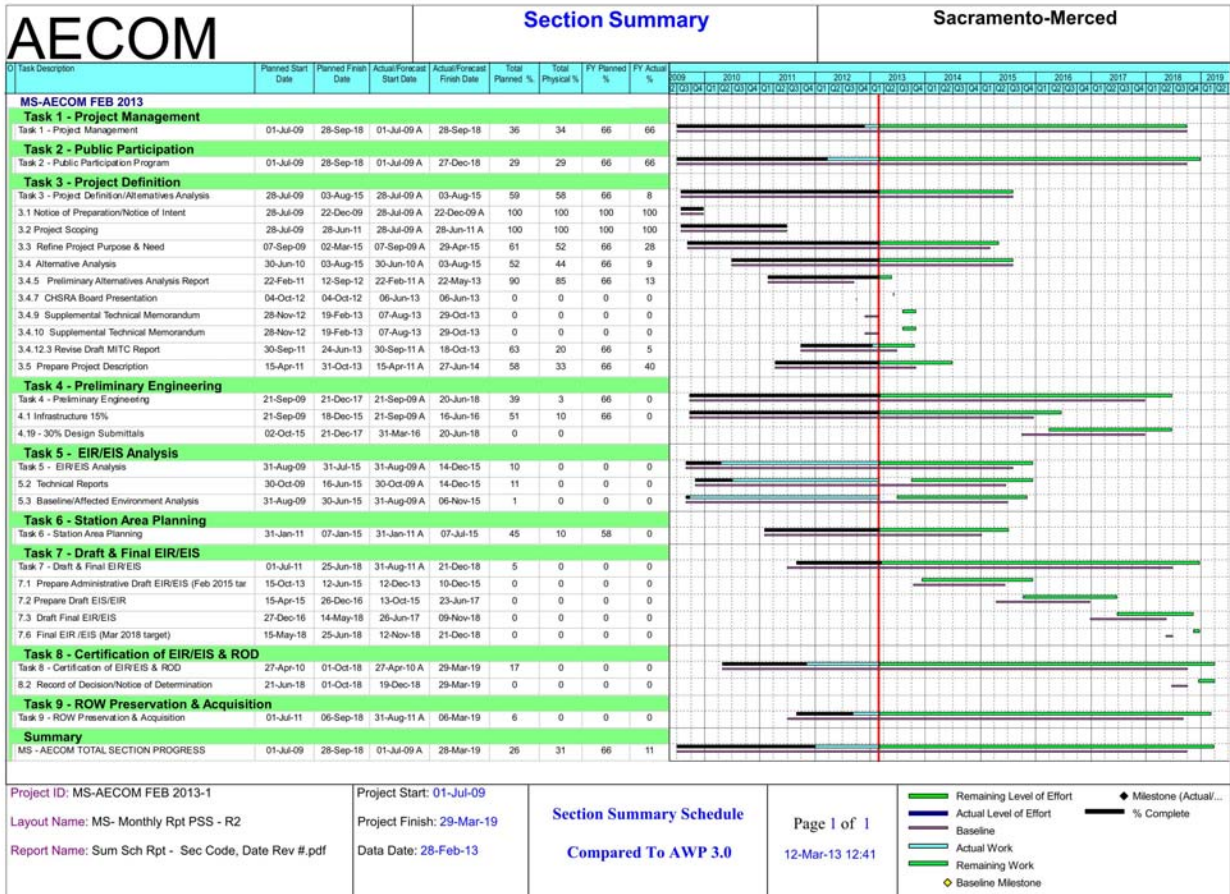 AECOM
Section Summary
Sacramento-Merced
O Task Description Planned Start Date Planned Finish Date Actual/Forecast Start Date Actual/Forecast Finish Date Total Planned % Total Physical % FY Planned % FY Actual %
2009 2010 2011 2012 2013 2014 2015 2016 2017 2018 2019
MS-AECOM FEB 2013
Task 1 - Project Management
Task 1 - Project Management 01-Jul-09 28-Sep-18 01-Jul-09 A 28-Sep-18 36 34 66 66
Task 2 - Public Participation
Task 2 - Public Participation Program 01-Jul-09 28-Sep-18 01-Jul-09 A 27-Dec-18 29 29 66 66
Task 3 - Project Definition
Task 3 - Project Definition/Alternatives Analysis 28-Jul-09 03-Aug-15 28-Jul-09 A 03-Aug-15 59 58 66 8
3.1 Notice of Preparation/Notice of Intent 28-Jul-09 22-Dec-09 28-Jul-09 A 22-Dec-09 A 100 100 100 100
3.2 Project Scoping 28-Jul-09 28-Jun-11 28-Jul-09 A 28-Jun-11 A 100 100 100 100
3.3 Refine Project Purpose & Need 07-Sep-09 02-Mar-15 07-Sep-09 A 29-Apr-15 61 52 66 28
3.4 Alternative Analysis 30-Jun-10 03-Aug-15 30-Jun-10 A 03-Aug-15 52 44 66 9
3.4.5 Preliminary Alternatives Analysis Report 22-Feb-11 12-Sep-12 22-Feb-11 A 22-May-13 90 85 66 13
3.4.7 CHSRA Board Presentation 04-Oct-12 04-Oct-12 06-Jun-13 06-Jun-13 0 0 0 0
3.4.9 Supplemental Technical Memorandum 28-Nov-12 19-Feb-13 07-Aug-13 29-Oct-13 0 0 0 0
3.4.10 Supplemental Technical Memorandum 28-Nov-12 19-Feb-13 07-Aug-13 29-Oct-13 0 0 0 0
3.4.12.3 Revise Draft MITC Report 30-Sep-11 24-Jun-13 30-Sep-11 A 18-Oct-13 63 20 66 5
3.5 Prepare Project Description 15-Apr-11 31-Oct-13 15-Apr-11 A 27-Jun-14 58 33 66 40
Task 4 - Preliminary Engineering
Task 4 - Preliminary Engineering 21-Sep-09 21-Dec-17 21-Sep-09 A 20-Jun-18 39 3 66 0
4.1 Infrastructure 15% 21-Sep-09 18-Dec-15 21-Sep-09 A 16-Jun-16 51 10 66 0
4.19 - 30% Design Submittals 02-Oct-15 21-Dec-17 31-Mar-16 20-Jun-18 0 0
Task 5 - EIR/EIS Analysis
Task 5 - EIR/EIS Analysis 31-Aug-09 31-Jul-15 31-Aug-09 A 14-Dec-15 10 0 0 0
5.2 Technical Reports 30-Oct-09 16-Jun-15 30-Oct-09 A 14-Dec-15 11 0 0 0
5.3 Baseline/Affected Environment Analysis 31-Aug-09 30-Jun-15 31-Aug-09 A 06-Nov-15 1 0 0 0
Task 6 - Station Area Planning
Task 6 - Station Area Planning 31-Jan-11 07-Jan-15 31-Jan-11 A 07-Jul-15 45 10 58 0
Task 7 - Draft & Final EIR/EIS
Task 7 - Draft & Final EIR/EIS 01-Jul-11 25-Jun-18 31-Aug-11 A 21-Dec-18 5 0 0 0
7.1 Prepare Administrative Draft EIR/EIS (Feb 2015 tar 15-Oct-13 12-Jun-15 12-Dec-13 10-Dec-15 0 0 0 0
7.2 Prepare Draft EIS/EIR 15-Apr-15 26-Dec-16 13-Oct-15 23-Jun-17 0 0 0 0
7.3 Draft Final EIR/EIS 27-Dec-16 14-May-18 26-Jun-17 09-Nov-18 0 0 0 0
7.6 Final EIR /EIS (Mar 2018 target) 15-May-18 25-Jun-18 12-Nov-18 21-Dec-18 0 0 0 0
Task 8 - Certification of EIR/EIS & ROD
Task 8 - Certification of EIR/EIS & ROD 27-Apr-10 01-Oct-18 27-Apr-10 A 29-Mar-19 17 0 0 0
8.2 Record of Decision/Notice of Determination 21-Jun-18 01-Oct-18 19-Dec-18 29-Mar-19 0 0 0 0
Task 9 - ROW Preservation & Acquisition
Task 9 - ROW Preservation & Acquisition 01-Jul-11 06-Sep-18 31-Aug-11 A 06-Mar-19 6 0 0 0
Summary
MS - AECOM TOTAL SECTION PROGRESS 01-Jul-09 28-Sep-18 01-Jul-09 A 28-Mar-19 26 31 66 11
Project ID: MS-AECOM FEB 2013-1
Layout Name: MS- Monthly Rpt PSS - R2
Report Name: Sum Sch Rpt - Sec Code, Date Rev #.pdf
Project Start: 01-Jul-09
Project Finish: 29-Mar-19
Data Date: 28-Feb-13
Section Summary Schedule
Compared To AWP 3.0
Page 1 of 1
12-Mar-13 12:41
Remaining Level of Effort
Actual Level of Effort
Baseline
Actual Work
Remaining Work
Baseline Milestone
Milestone (Actual/...
% Complete